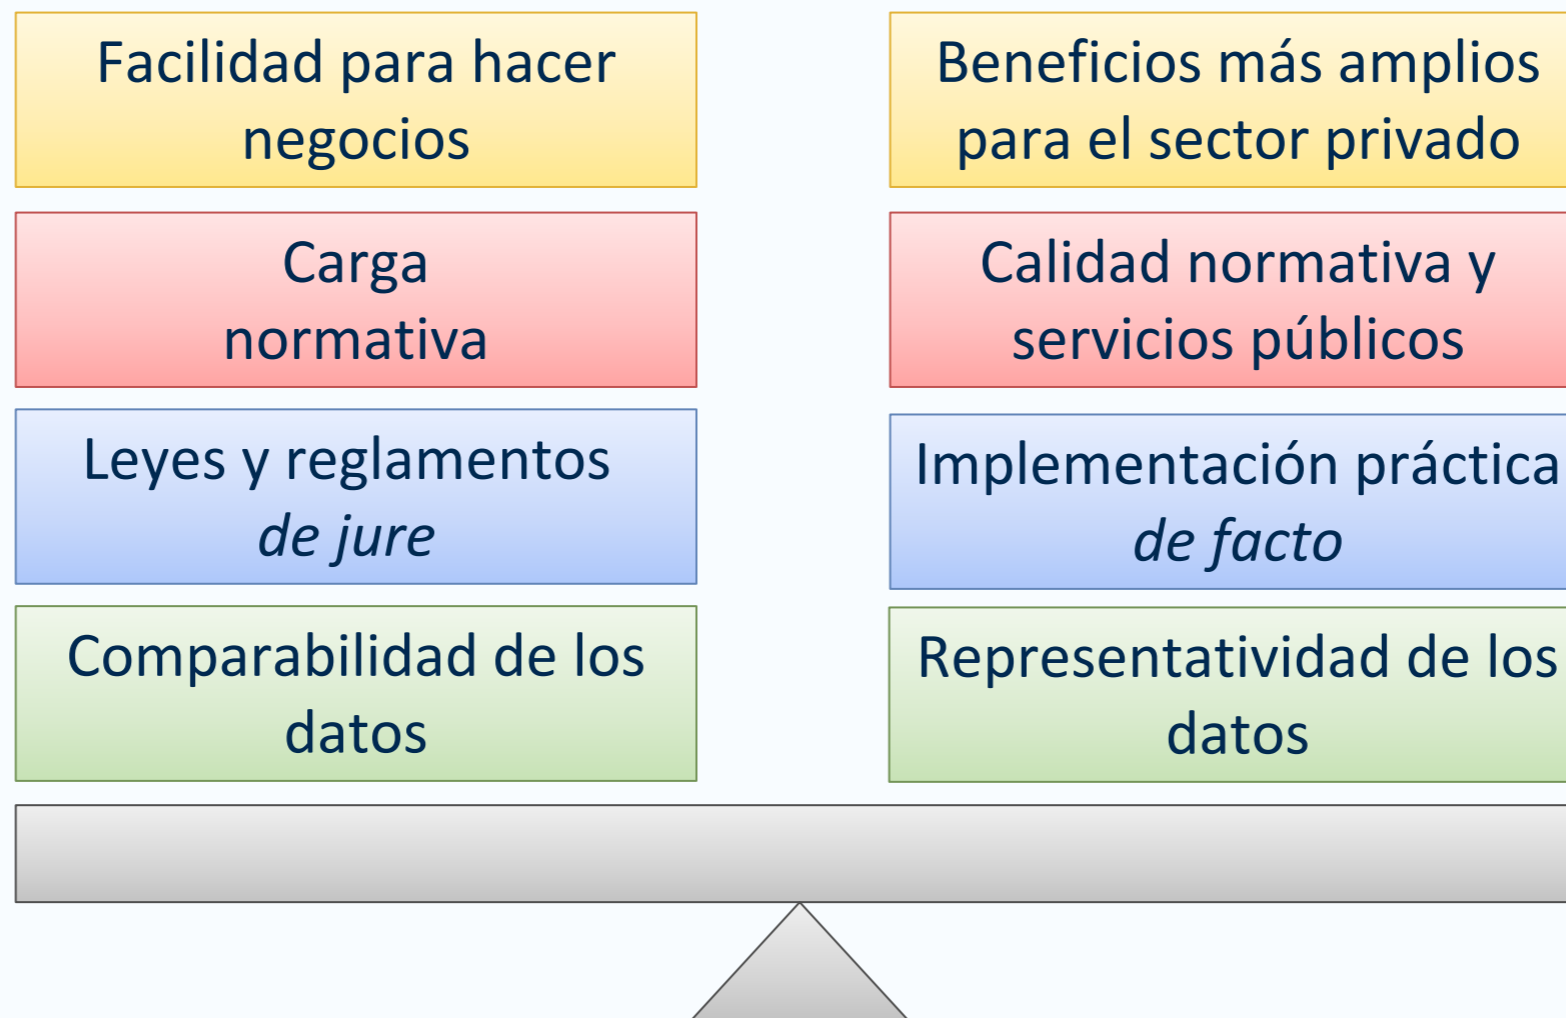 Facilidad para hacer
negocios
Beneficios más amplios
para el sector privado
Carga
normativa
Calidad normativa y
servicios públicos
Leyes y reglamentos
de jure
Implementación práctica
de facto
Comparabilidad de los
datos
Representatividad de los
datos